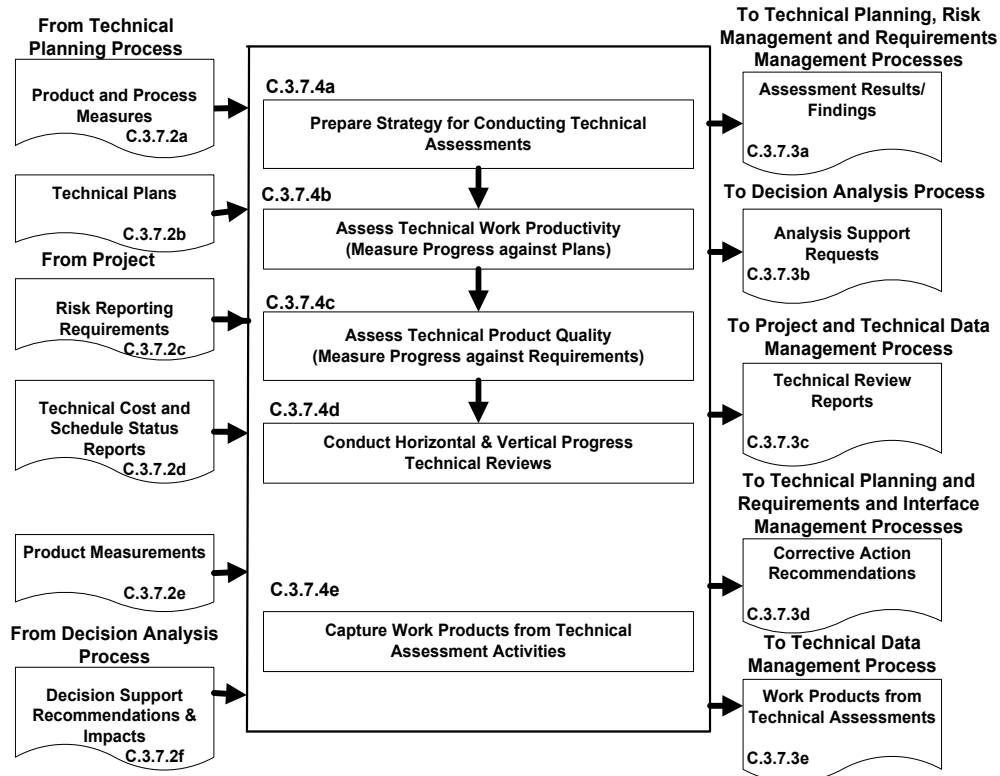 From Technical
Planning Process
Product and Process
Measures
C.3.7.2a
Technical Plans
C.3.7.2b
From Project
Risk Reporting
Requirements
C.3.7.2c
Technical Cost and
Schedule Status
Reports
C.3.7.2d
Product Measurements
C.3.7.2e
From Decision Analysis
Process
Decision Support
Recommendations &
Impacts
C.3.7.2f
C.3.7.4a
Prepare Strategy for Conducting Technical
Assessments
C.3.7.4b
Assess Technical Work Productivity
(Measure Progress against Plans)
C.3.7.4c
Assess Technical Product Quality
(Measure Progress against Requirements)
C.3.7.4d
Conduct Horizontal & Vertical Progress
Technical Reviews
C.3.7.4e
Capture Work Products from Technical
Assessment Activities
To Technical Planning, Risk
Management and Requirements
Management Processes
Assessment Results/
Findings
C.3.7.3a
To Decision Analysis Process
Analysis Support
Requests
C.3.7.3b
To Project and Technical Data
Management Process
Technical Review
Reports
C.3.7.3c
To Technical Planning and
Requirements and Interface
Management Processes
Corrective Action
Recommendations
C.3.7.3d
To Technical Data
Management Process
Work Products from
Technical Assessments
C.3.7.3e